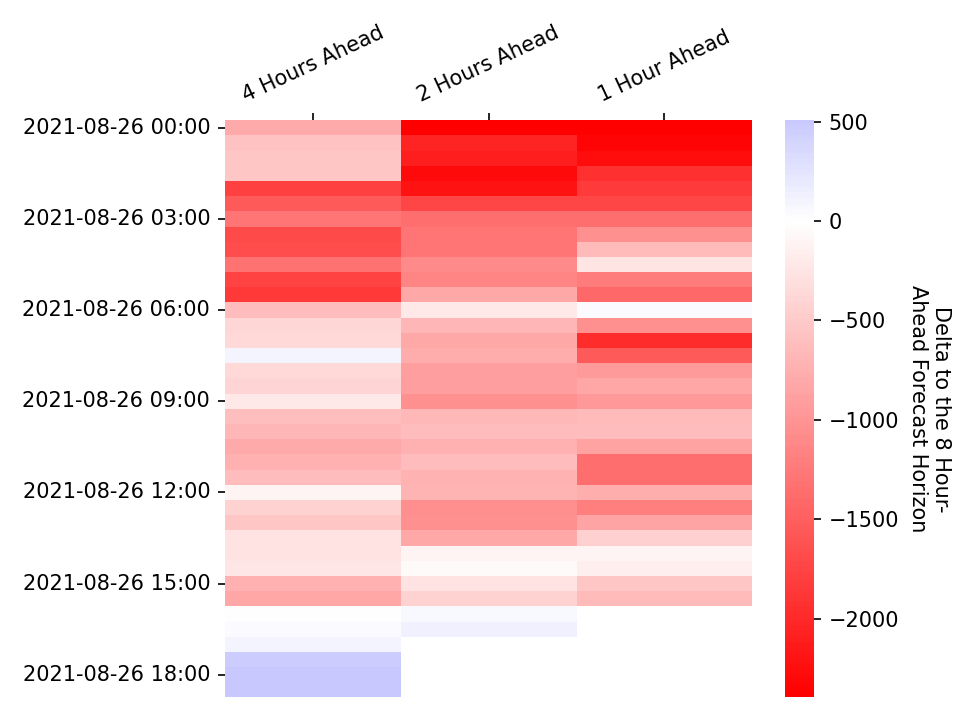 4 Hours Ahead
2 Hours Ahead
1 Hour Ahead
2021-08-26 00:00
2021-08-26 03:00
2021-08-26 06:00
2021-08-26 09:00
2021-08-26 12:00
2021-08-26 15:00
2021-08-26 18:00
500
0
−500
−1000
−1500
−2000
Delta to the 8 Hour-
Ahead Forecast Horizon